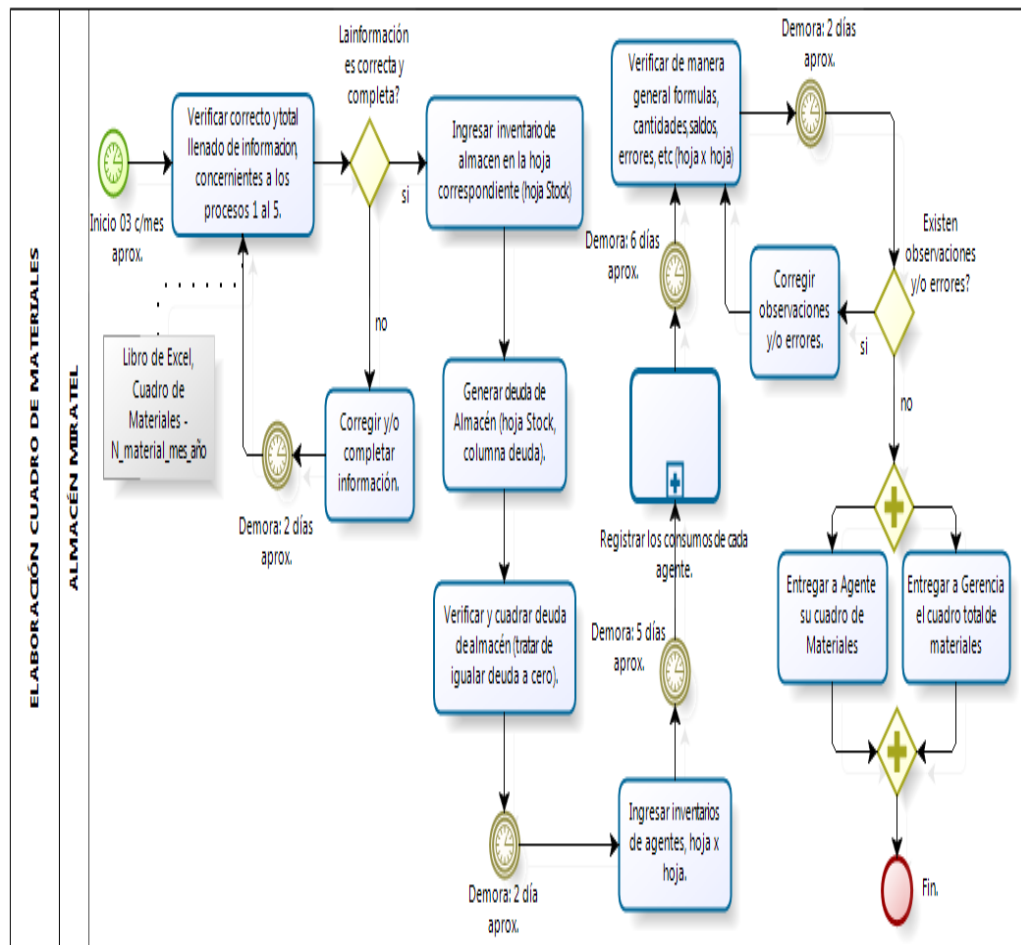 ELABORACIÓN CUADRO DE MATERIALES
ALMACÉN MIRATEL
Inicio 03 c/mes
aprox.
Verificar correcto y total
llenado de informacion,
concernientes a los
procesos 1 al 5.
Lainformación
es correcta y
completa?
si
no
Libro de Excel,
Cuadro de
Materiales -
N_material_mes_año
Demora: 2 días
aprox.
Corregir y/o
completar
información.
Ingresar inventario de
almacen en la hoja
correspondiente (hoja Stock)
Generar deuda de
Almacén (hoja Stock,
columna deuda).
Verificar y cuadrar deuda
de almacén (tratar de
igualar deuda a cero).
Demora: 2 día
aprox.
Ingresar inventarios
de agentes, hoja x
hoja.
Demora: 5 días
aprox.
Registrar los consumos de cada
agente.
Demora: 6 días
aprox.
Verificar de manera
general formulas,
cantidades, saldos,
errores, etc (hoja x hoja)
Demora: 2 días
aprox.
Existen
observaciones
y/o errores?
si
Corregir
observaciones
y/o errores.
no
Entregar a Agente
su cuadro de
Materiales
Entregar a Gerencia
el cuadro total de
materiales
Fin.